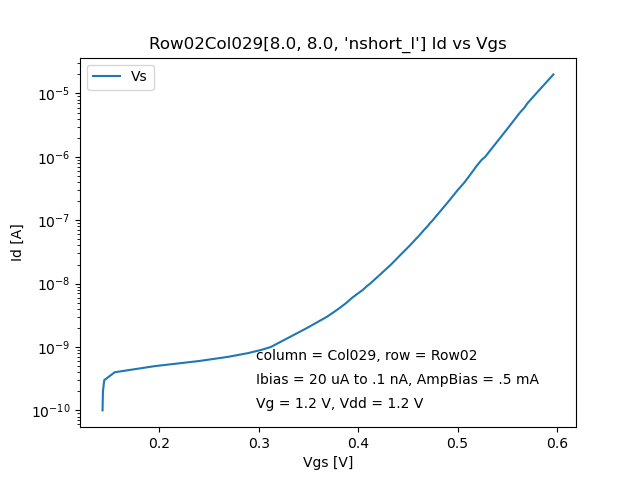 Row02Col029[8.0, 8.0, 'nshort_l'] Id vs Vgs
Vs
Id [A]
10⁻⁵
10⁻⁶
10⁻⁷
10⁻⁸
10⁻⁹
10⁻¹⁰
column = Col029, row = Row02
Ibias = 20 uA to .1 nA, AmpBias = .5 mA
Vg = 1.2 V, Vdd = 1.2 V
0.2 0.3 0.4 0.5 0.6
Vgs [V]